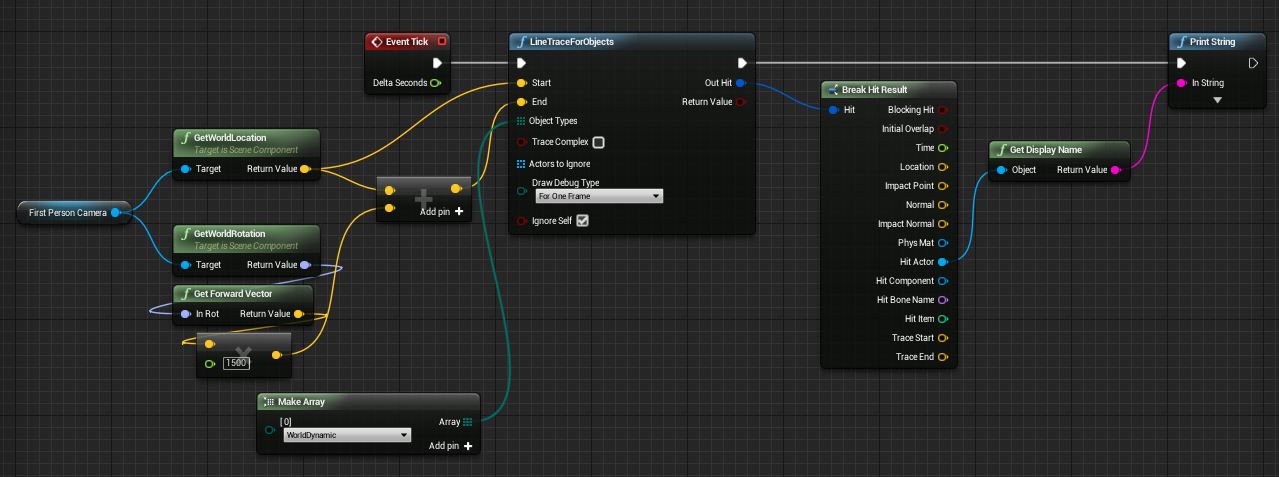 Event Tick
Delta Seconds
LineTraceForObjects
Start
End
Object Types
Trace Complex
Actors to Ignore
Draw Debug Type
For One Frame
Ignore Self
Out Hit
Return Value
Print String
In String
Break Hit Result
Hit
Blocking Hit
Initial Overlap
Time
Location
Impact Point
Normal
Impact Normal
Phys Mat
Hit Actor
Hit Component
Hit Bone Name
Hit Item
Trace Start
Trace End
Get Display Name
Object
Return Value
GetWorldLocation
Target is Scene Component
Target
Return Value
Add pin
First Person Camera
GetWorldRotation
Target is Scene Component
Target
Return Value
Get Forward Vector
In Rot
Return Value
1500
Make Array
[0]
WorldDynamic
Array
Add pin